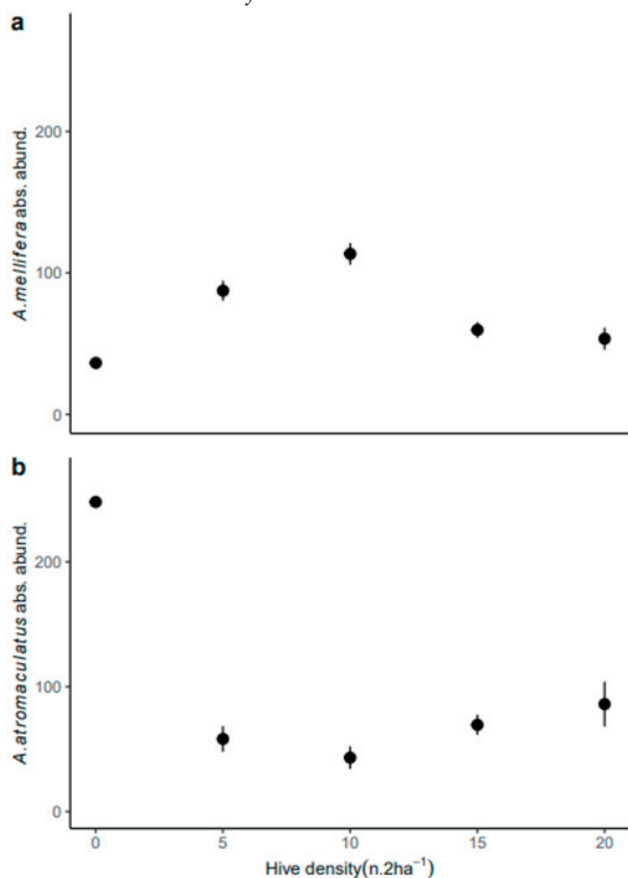 a
200
100
0
A.mellifera abs. abund.
b
200
100
0
A.atromaculatus abs. abund.
0 5 10 15 20
Hive density(n.2ha⁻¹)